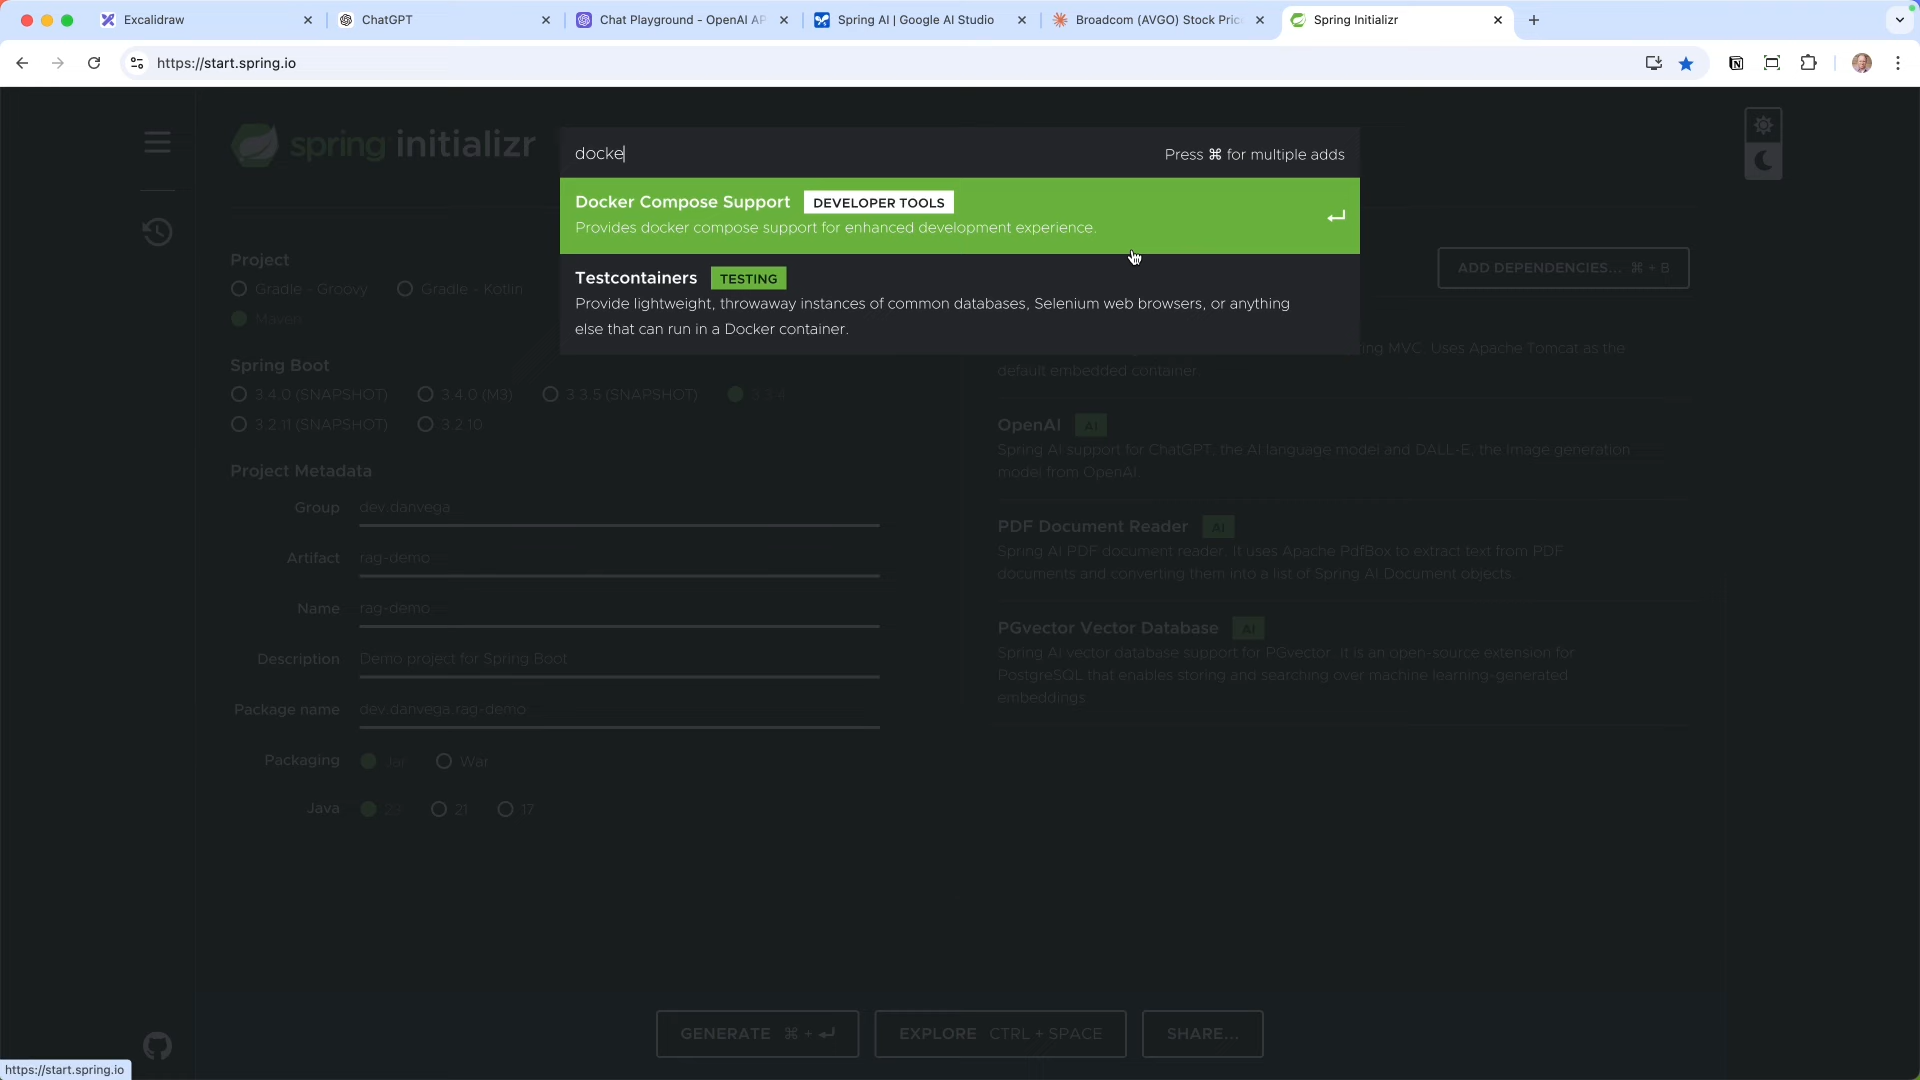 Excalidraw
ChatGPT
Chat Playground - OpenAI AP
Spring AI | Google AI Studio
Broadcom (AVGO) Stock Pric
Spring Initializr
https://start.spring.io
spring initializr
docke
Press ⌘ for multiple adds
Docker Compose Support DEVELOPER TOOLS
Provides docker compose support for enhanced development experience.
Testcontainers TESTING
Provide lightweight, throwaway instances of common databases, Selenium web browsers, or anything
else that can run in a Docker container.
Project
Gradle - Groovy
Gradle - Kotlin
Maven
Spring Boot
3.4.0 (SNAPSHOT)
3.4.0 (M3)
3.3.5 (SNAPSHOT)
3.3.4
3.2.11 (SNAPSHOT)
3.2.10
Project Metadata
Group dev.danvega
Artifact rag-demo
Name rag-demo
Description Demo project for Spring Boot
Package name dev.danvega.rag-demo
Packaging Jar War
Java 23 21 17
ADD DEPENDENCIES... ⌘ + B
ing MVC. Uses Apache Tomcat as the
default embedded container.
OpenAI AI
Spring AI support for ChatGPT, the AI language model and DALL-E, the Image generation
model from OpenAI.
PDF Document Reader AI
Spring AI PDF document reader. It uses Apache PdfBox to extract text from PDF
documents and converting them into a list of Spring AI Document objects.
PGvector Vector Database AI
Spring AI vector database support for PGvector. It is an open-source extension for
PostgreSQL that enables storing and searching over machine learning-generated
embeddings.
GENERATE ⌘ + ⏎
EXPLORE CTRL + SPACE
SHARE...
https://start.spring.io